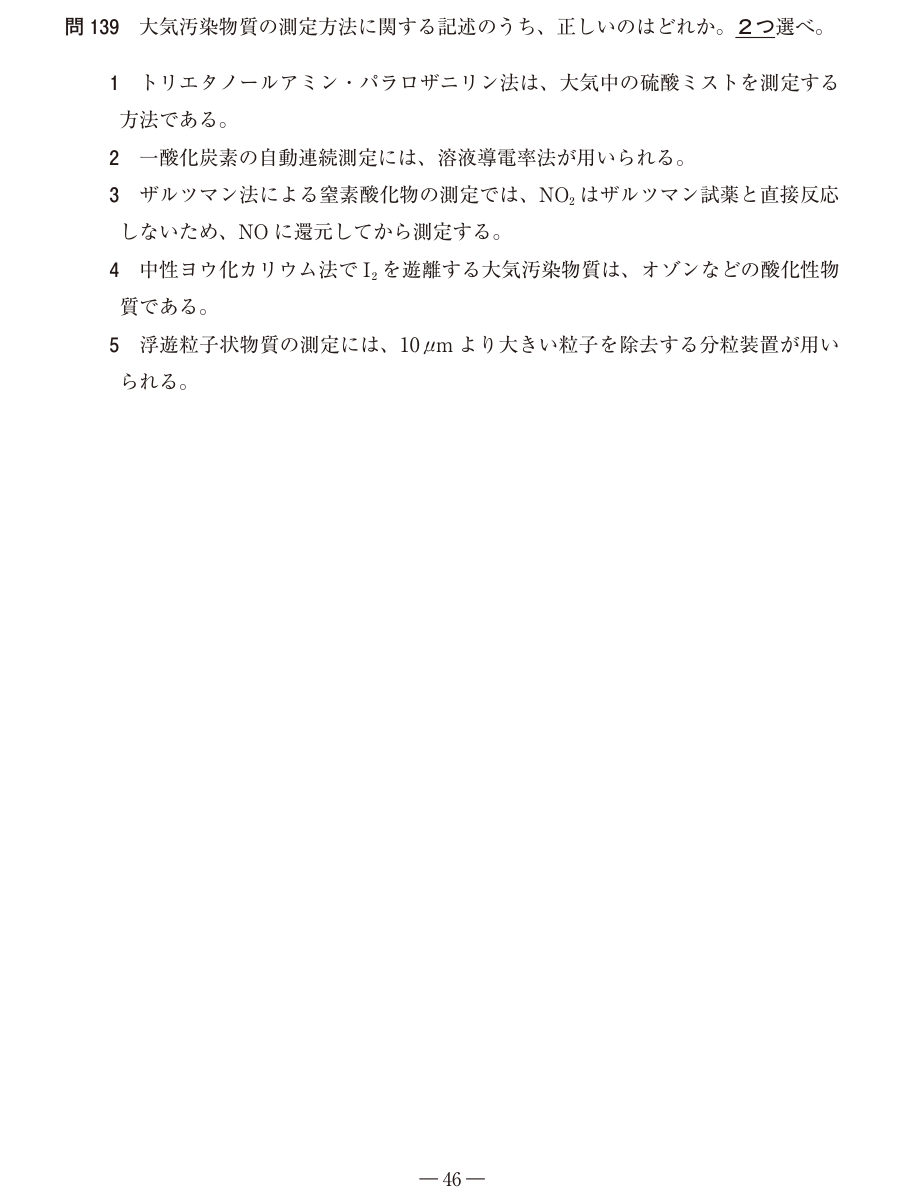 問 139　大気汚染物質の測定方法に関する記述のうち、正しいのはどれか。２つ選べ。
1　トリエタノールアミン・パラロザニリン法は、大気中の硫酸ミストを測定する
方法である。
2　一酸化炭素の自動連続測定には、溶液導電率法が用いられる。
3　ザルツマン法による窒素酸化物の測定では、NO₂ はザルツマン試薬と直接反応
しないため、NO に還元してから測定する。
4　中性ヨウ化カリウム法で I₂ を遊離する大気汚染物質は、オゾンなどの酸化性物
質である。
5　浮遊粒子状物質の測定には、10 μm より大きい粒子を除去する分粒装置が用い
られる。
― 46 ―